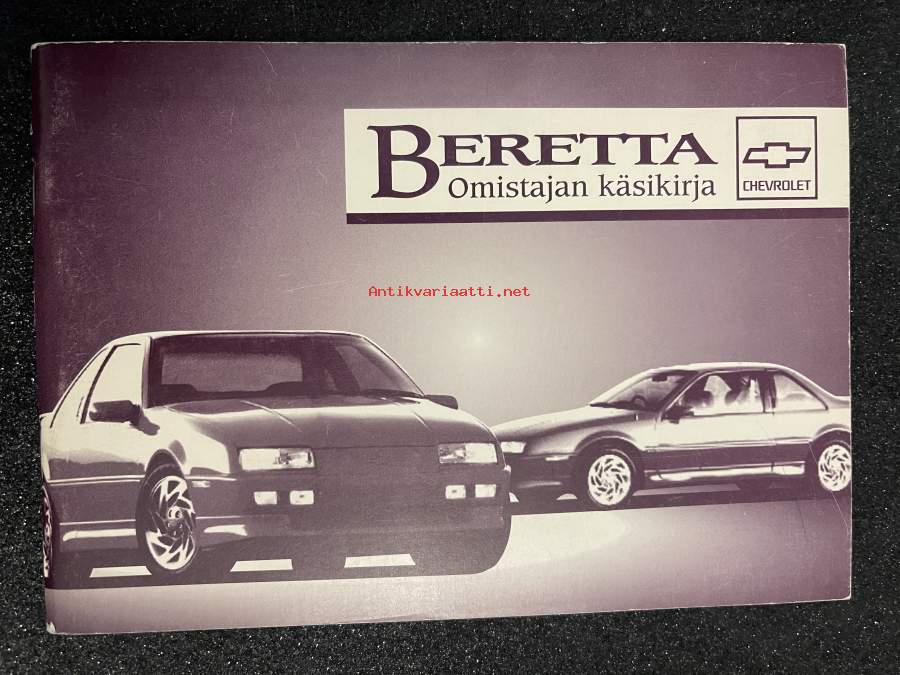 BERETTA
Omistajan käsikirja
CHEVROLET
Antikvariaatti.net